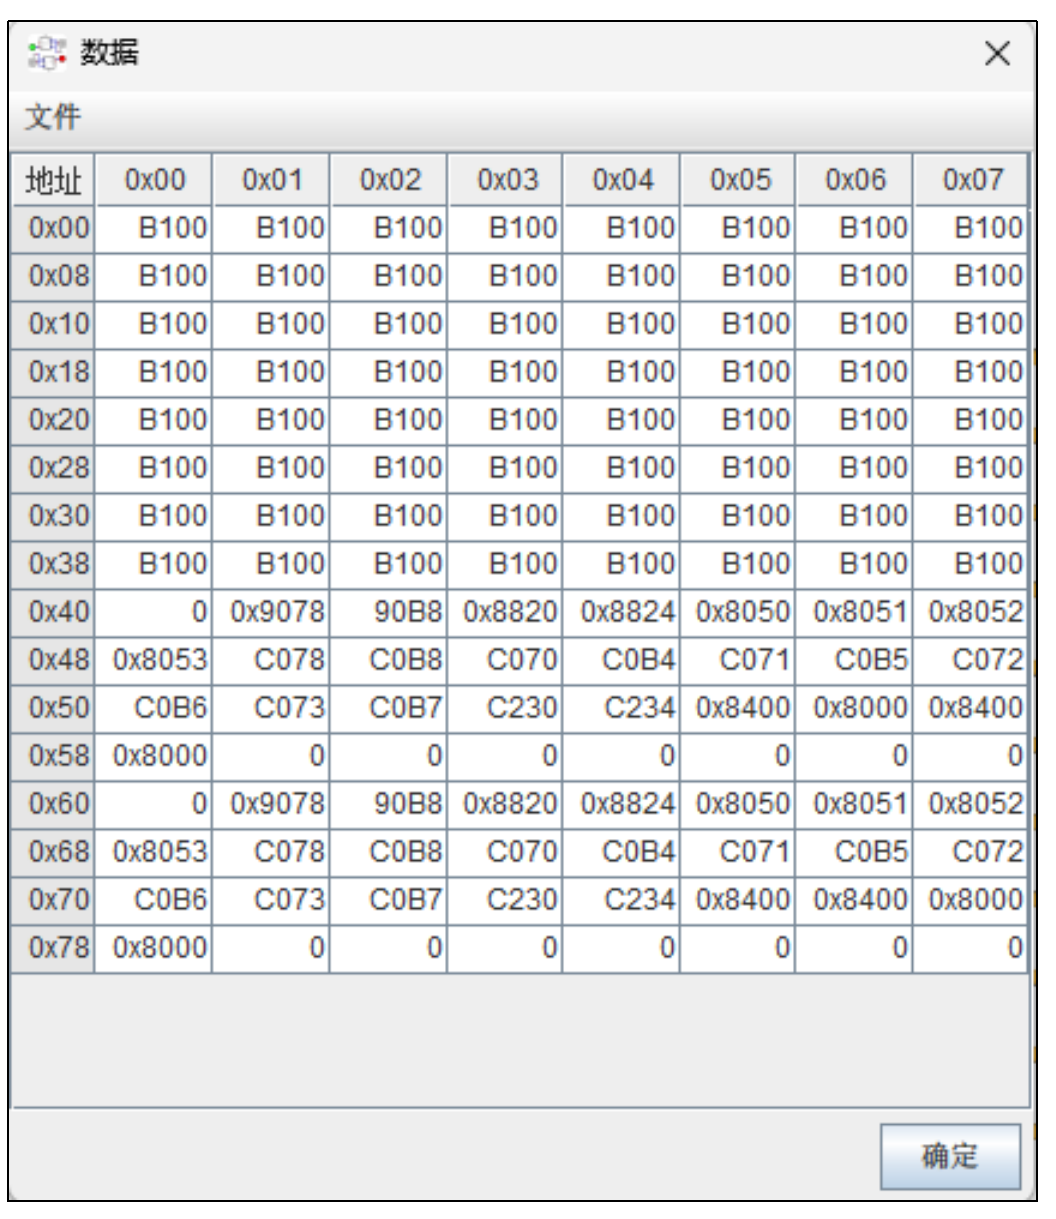 数据
文件
地址 0x00 0x01 0x02 0x03 0x04 0x05 0x06 0x07
0x00 B100 B100 B100 B100 B100 B100 B100 B100
0x08 B100 B100 B100 B100 B100 B100 B100 B100
0x10 B100 B100 B100 B100 B100 B100 B100 B100
0x18 B100 B100 B100 B100 B100 B100 B100 B100
0x20 B100 B100 B100 B100 B100 B100 B100 B100
0x28 B100 B100 B100 B100 B100 B100 B100 B100
0x30 B100 B100 B100 B100 B100 B100 B100 B100
0x38 B100 B100 B100 B100 B100 B100 B100 B100
0x40 0 0x9078 90B8 0x8820 0x8824 0x8050 0x8051 0x8052
0x48 0x8053 C078 C0B8 C070 C0B4 C071 C0B5 C072
0x50 C0B6 C073 C0B7 C230 C234 0x8400 0x8000 0x8400
0x58 0x8000 0 0 0 0 0 0 0
0x60 0 0x9078 90B8 0x8820 0x8824 0x8050 0x8051 0x8052
0x68 0x8053 C078 C0B8 C070 C0B4 C071 C0B5 C072
0x70 C0B6 C073 C0B7 C230 C234 0x8400 0x8400 0x8000
0x78 0x8000 0 0 0 0 0 0 0
确定